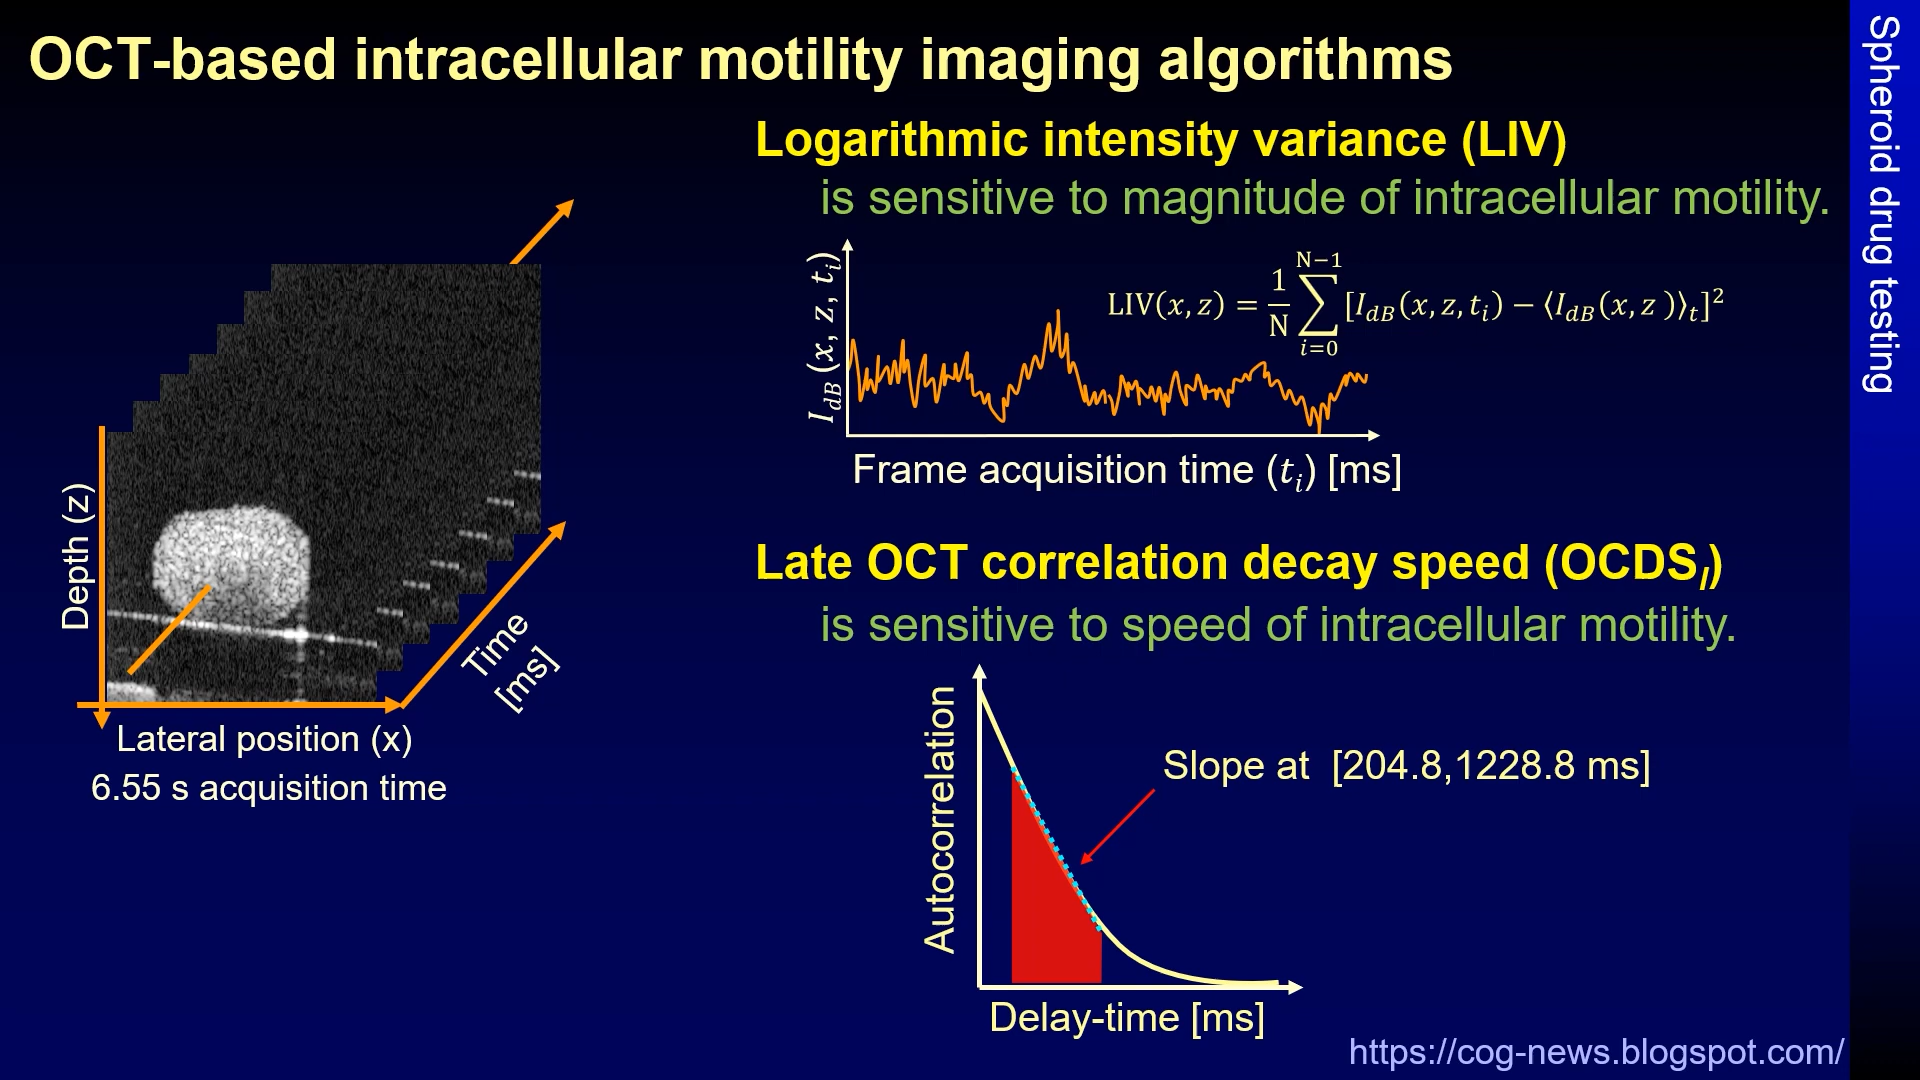 OCT-based intracellular motility imaging algorithms
Spheroid drug testing
Logarithmic intensity variance (LIV)
is sensitive to magnitude of intracellular motility.
I_dB (x, z, t_i)
LIV(x, z) = 1/N ∑_{i=0}^{N−1} [I_dB(x, z, t_i) − ⟨I_dB(x, z )⟩_t]²
Frame acquisition time (t_i) [ms]
Depth (z)
Time
[ms]
Lateral position (x)
6.55 s acquisition time
Late OCT correlation decay speed (OCDS_l)
is sensitive to speed of intracellular motility.
Autocorrelation
Slope at [204.8,1228.8 ms]
Delay-time [ms]
https://cog-news.blogspot.com/